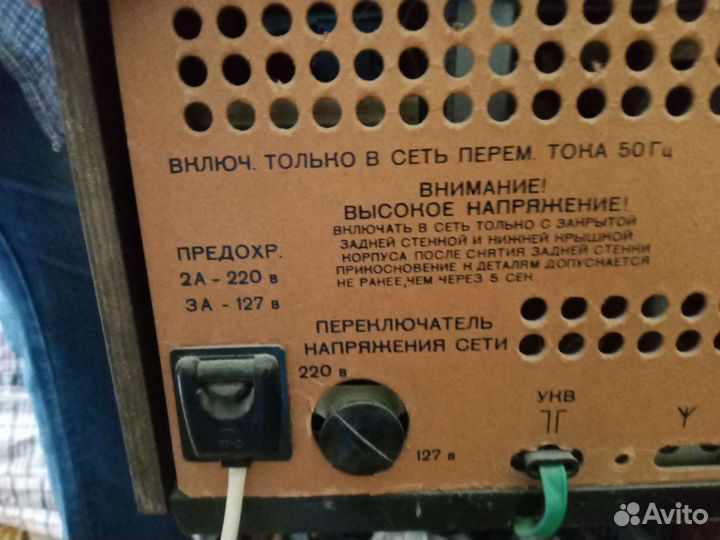 ВКЛЮЧ. ТОЛЬКО В СЕТЬ ПЕРЕМ. ТОКА 50 Гц
ВНИМАНИЕ!
ВЫСОКОЕ НАПРЯЖЕНИЕ!
ВКЛЮЧАТЬ В СЕТЬ ТОЛЬКО С ЗАКРЫТОЙ
ЗАДНЕЙ СТЕНКОЙ И НИЖНЕЙ КРЫШКОЙ
КОРПУСА ПОСЛЕ СНЯТИЯ ЗАДНЕЙ СТЕНКИ
ПРИКОСНОВЕНИЕ К ДЕТАЛЯМ ДОПУСКАЕТСЯ
НЕ РАНЕЕ, ЧЕМ ЧЕРЕЗ 5 СЕК
ПРЕДОХР.
2А - 220 в
3А - 127 в
ПЕРЕКЛЮЧАТЕЛЬ
НАПРЯЖЕНИЯ СЕТИ
220 в
127 в
УКВ
Avito